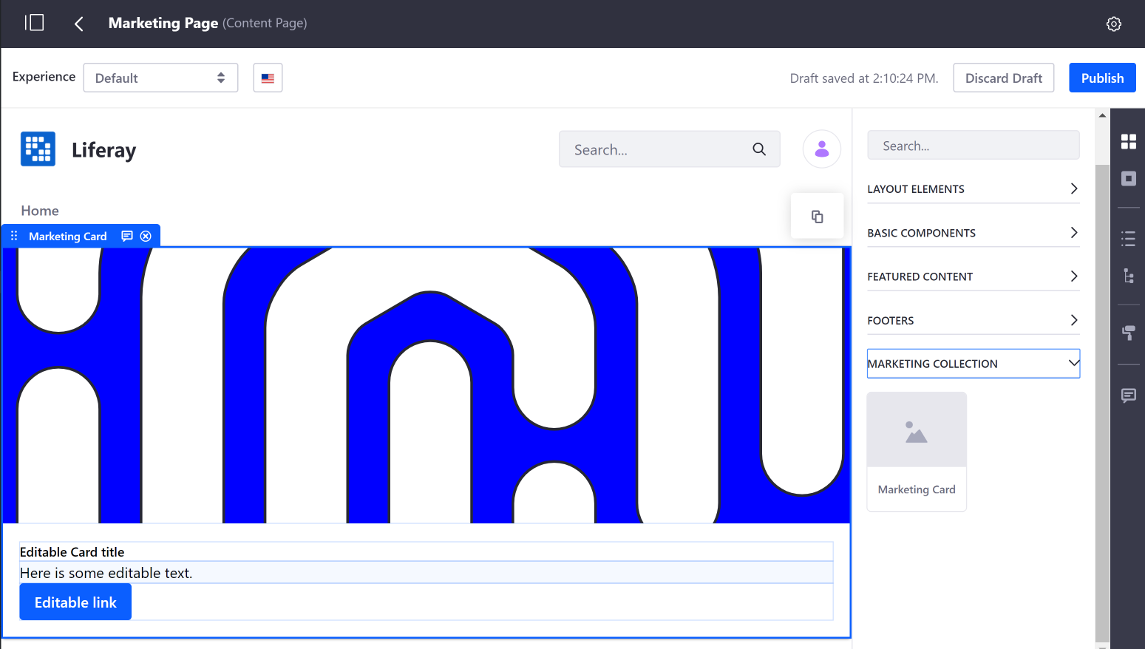 Marketing Page (Content Page)
Experience Default Draft saved at 2:10:24 PM. Discard Draft Publish
Liferay Search...
Home
Marketing Card
Editable Card title
Here is some editable text.
Editable link
Search...
LAYOUT ELEMENTS
BASIC COMPONENTS
FEATURED CONTENT
FOOTERS
MARKETING COLLECTION
Marketing Card